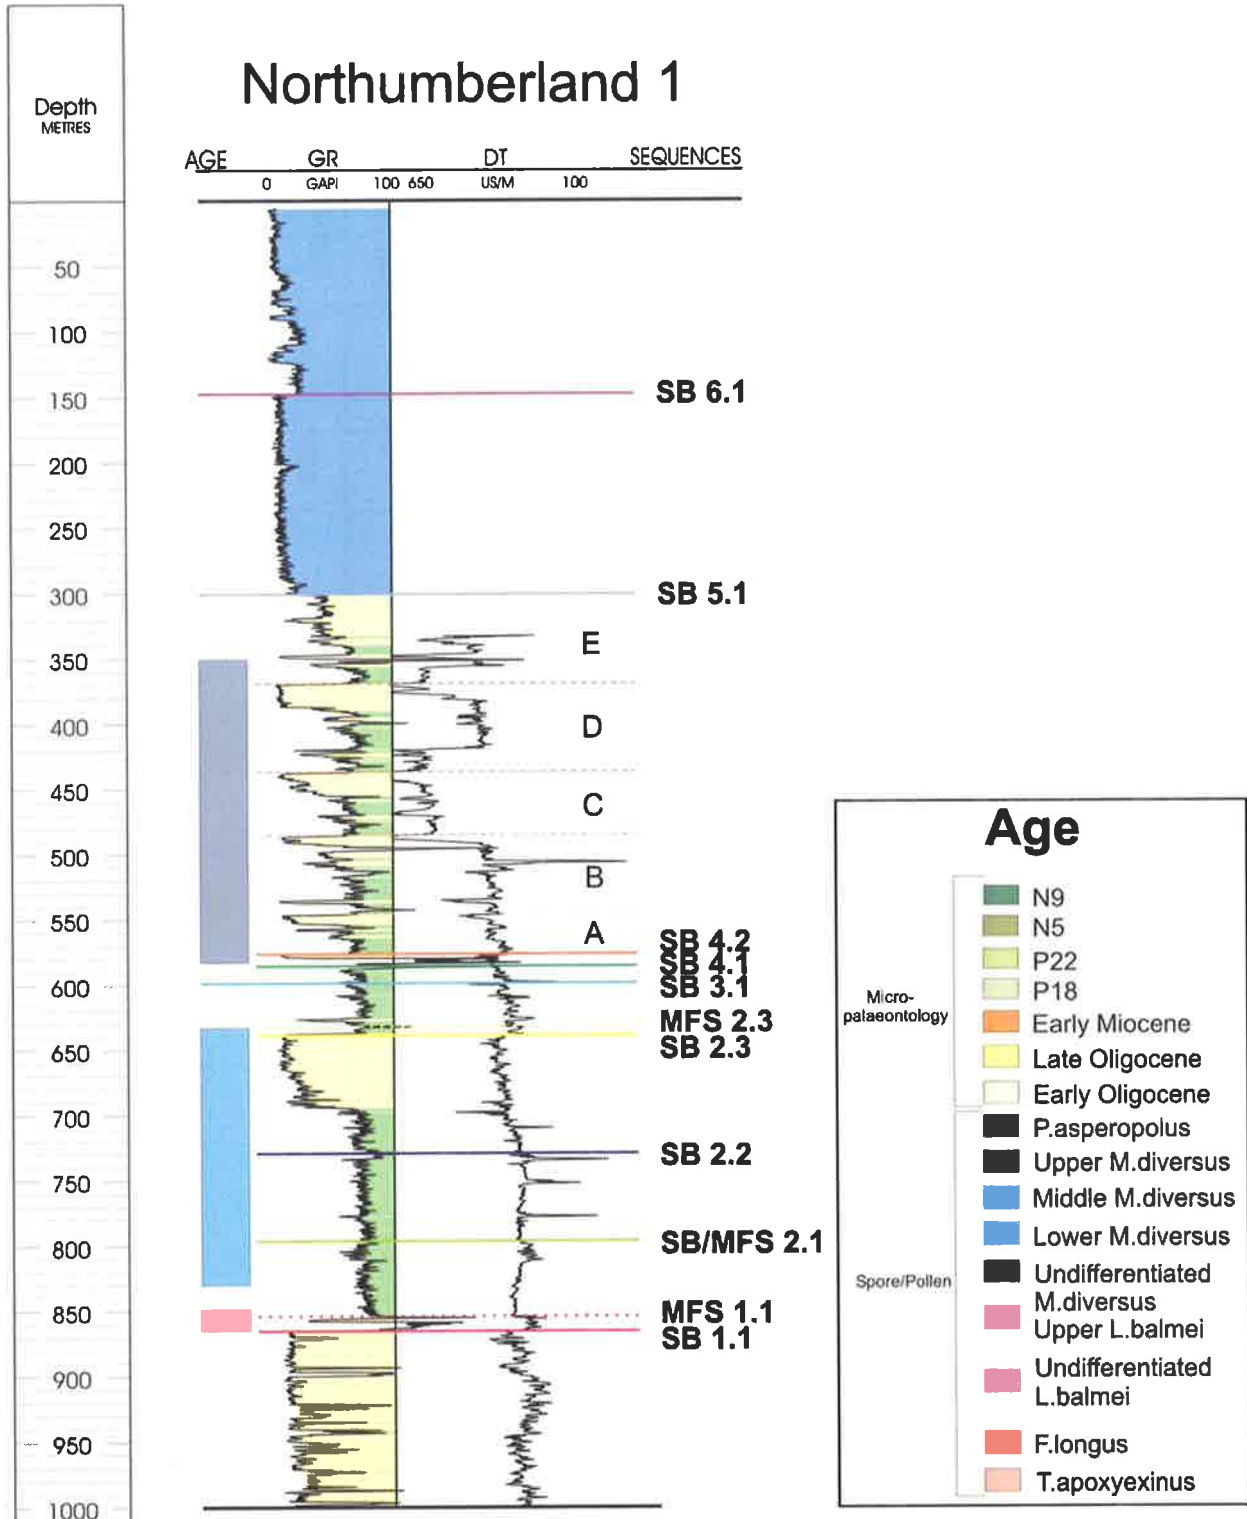 Northumberland 1
Depth
METRES
AGE GR DT SEQUENCES
0 GAPI 100 650 US/M 100
50
100
150
200
250
300
350
400
450
500
550
600
650
700
750
800
850
900
950
1000
SB 6.1
SB 5.1
E
D
C
B
A
SB 4.2
SB 4.1
SB 3.1
MFS 2.3
SB 2.3
SB 2.2
SB/MFS 2.1
MFS 1.1
SB 1.1
Age
Micro-
palaeontology
N9
N5
P22
P18
Early Miocene
Late Oligocene
Early Oligocene
Spore/Pollen
P.asperopolus
Upper M.diversus
Middle M.diversus
Lower M.diversus
Undifferentiated
M.diversus
Upper L.balmei
Undifferentiated
L.balmei
F.longus
T.apoxyexinus